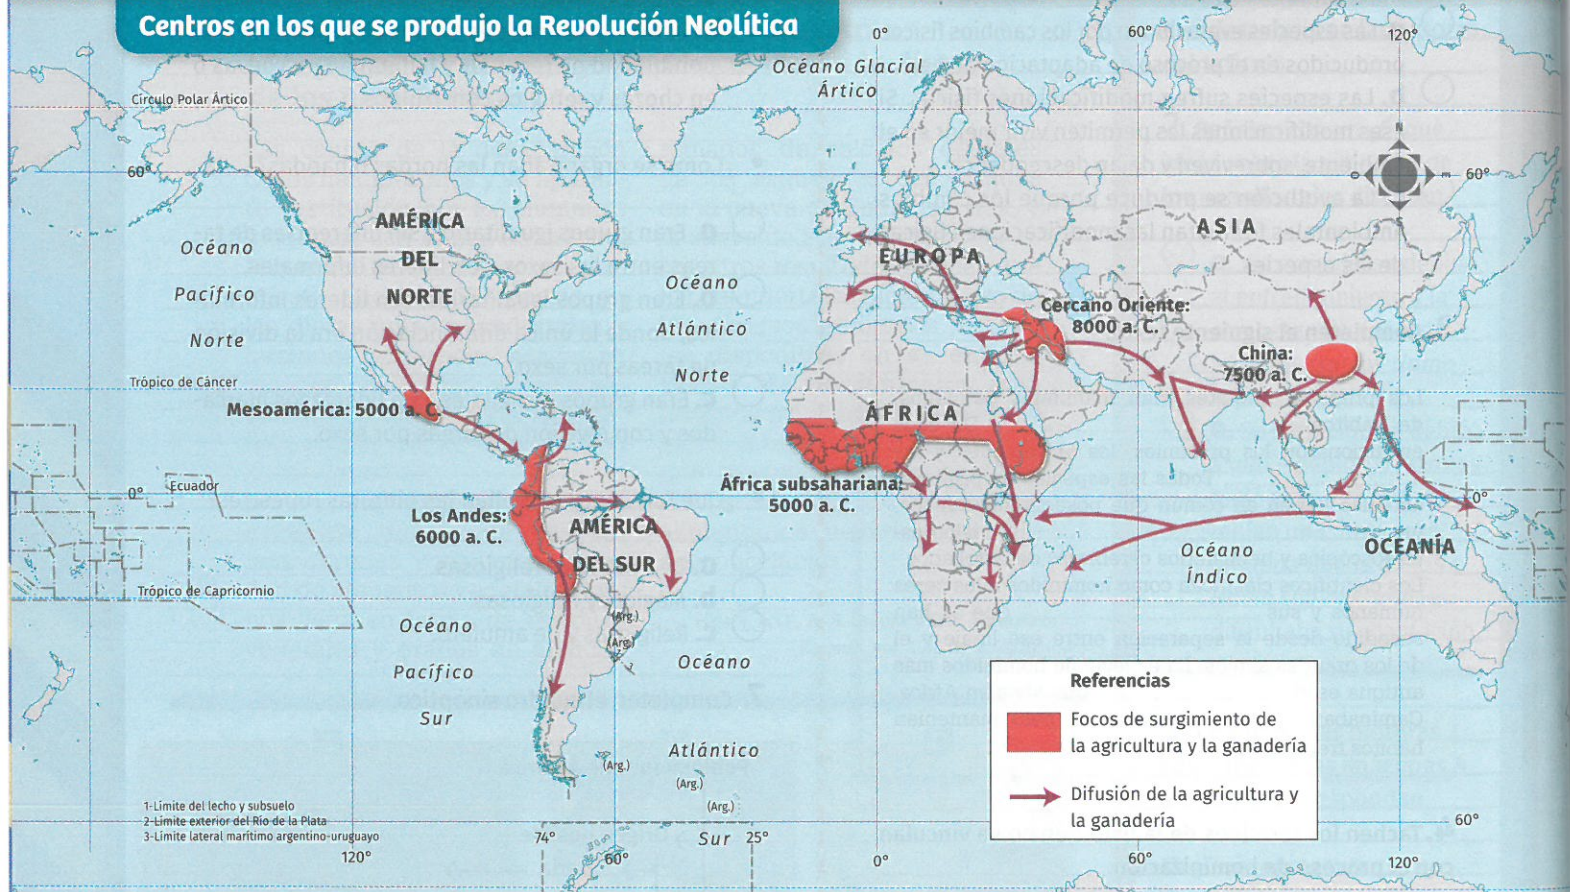 Centros en los que se produjo la Revolución Neolítica
0°
60°
120°
Océano Glacial
Ártico
Círculo Polar Ártico
60°
N
O
E
60°
AMÉRICA
DEL
NORTE
Océano
Pacífico
Norte
Océano
Atlántico
Norte
EUROPA
ASIA
Cercano Oriente:
8000 a. C.
China:
7500 a. C.
Trópico de Cáncer
Mesoamérica: 5000 a. C.
ÁFRICA
África subsahariana:
5000 a. C.
0°
Ecuador
0°
Los Andes:
6000 a. C.
AMÉRICA
DEL SUR
Océano
Índico
OCEANÍA
Trópico de Capricornio
(Arg.)
(Arg.)
Océano
Pacífico
Sur
Océano
Atlántico
Sur
(Arg.)
(Arg.)
(Arg.)
Referencias
Focos de surgimiento de
la agricultura y la ganadería
Difusión de la agricultura y
la ganadería
1-Límite del lecho y subsuelo
2-Límite exterior del Río de la Plata
3-Límite lateral marítimo argentino-uruguayo
60°
120°
74°
60°
25°
0°
60°
120°